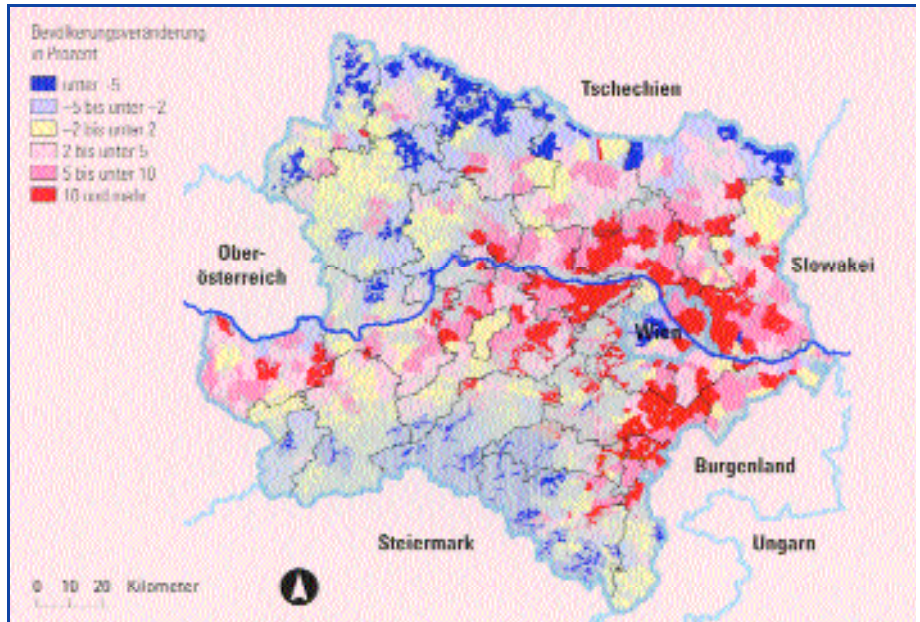 Bevölkerungsveränderung
in Prozent
unter -5
-5 bis unter -2
-2 bis unter 2
2 bis unter 5
5 bis unter 10
10 und mehr
Tschechien
Ober-
österreich
Slowakei
Wien
Burgenland
Steiermark
Ungarn
0 10 20 Kilometer